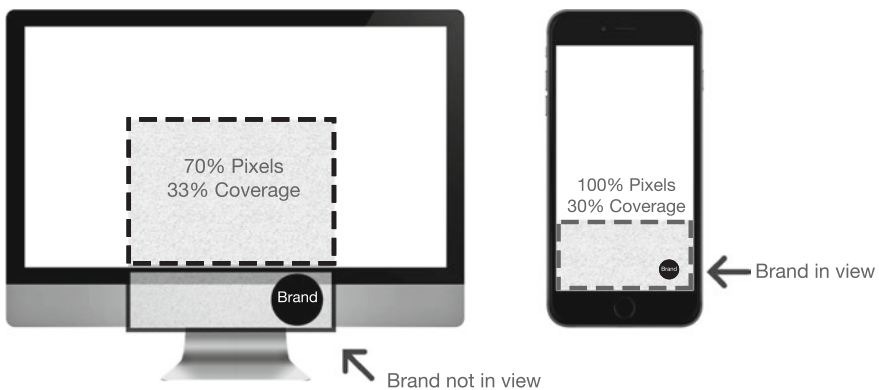 70% Pixels
33% Coverage
Brand
Brand not in view
100% Pixels
30% Coverage
Brand
Brand in view